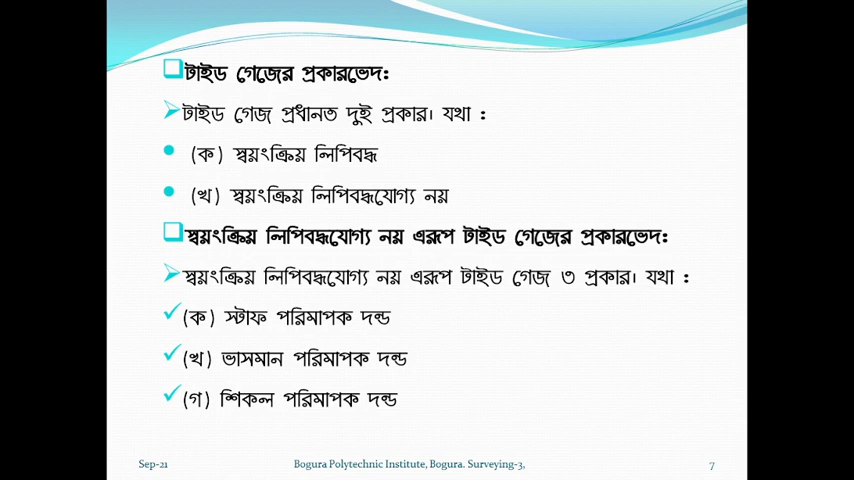 টাইড গেজের প্রকারভেদ:
টাইড গেজ প্রধানত দুই প্রকার। যথা :
(ক) স্বয়ংক্রিয় লিপিবদ্ধ
(খ) স্বয়ংক্রিয় লিপিবদ্ধযোগ্য নয়
স্বয়ংক্রিয় লিপিবদ্ধযোগ্য নয় এরূপ টাইড গেজের প্রকারভেদ:
স্বয়ংক্রিয় লিপিবদ্ধযোগ্য নয় এরূপ টাইড গেজ ৩ প্রকার। যথা :
(ক) স্টাফ পরিমাপক দন্ড
(খ) ভাসমান পরিমাপক দন্ড
(গ) শিকল পরিমাপক দন্ড
Sep-21 Bogura Polytechnic Institute, Bogura. Surveying-3, 7